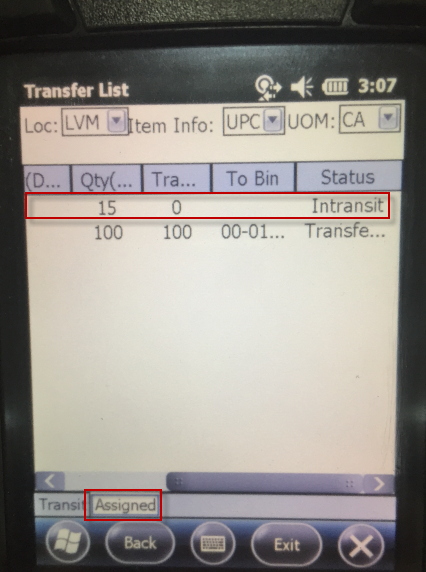 Transfer List 3:07
Loc: LVM Item Info: UPC UOM: CA
(D... Qty(... Tra... To Bin Status
15 0 Intransit
100 100 00-01... Transfe...
Transit Assigned
Back Exit